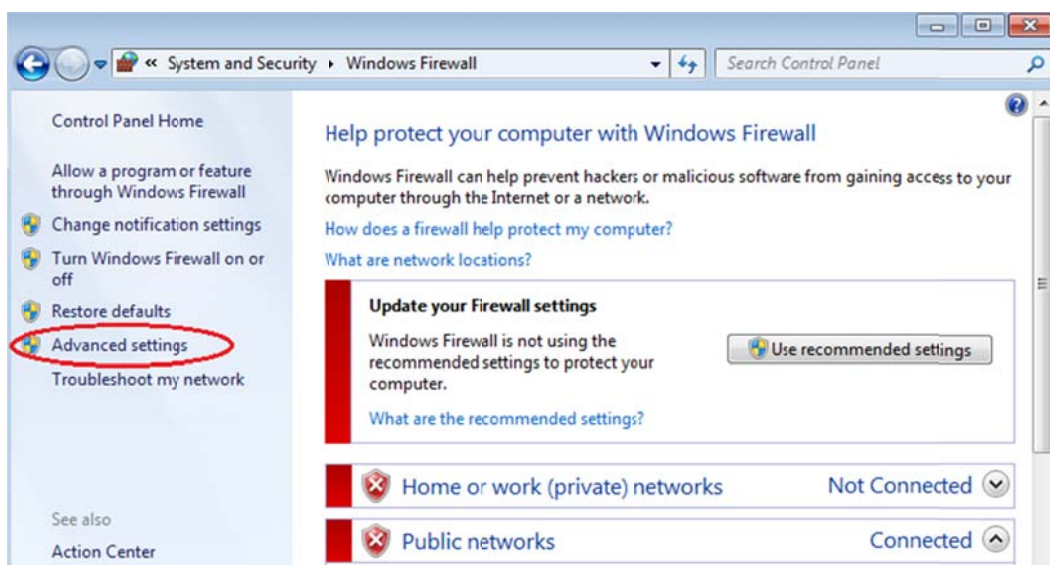 « System and Security ▸ Windows Firewall
Search Control Panel
Control Panel Home
Allow a program or feature
through Windows Firewall
Change notification settings
Turn Windows Firewall on or
off
Restore defaults
Advanced settings
Troubleshoot my network
See also
Action Center
Help protect your computer with Windows Firewall
Windows Firewall can help prevent hackers or malicious software from gaining access to your
computer through the Internet or a network.
How does a firewall help protect my computer?
What are network locations?
Update your Firewall settings
Windows Firewall is not using the
recommended settings to protect your
computer.
What are the recommended settings?
Use recommended settings
Home or work (private) networks
Not Connected
Public networks
Connected